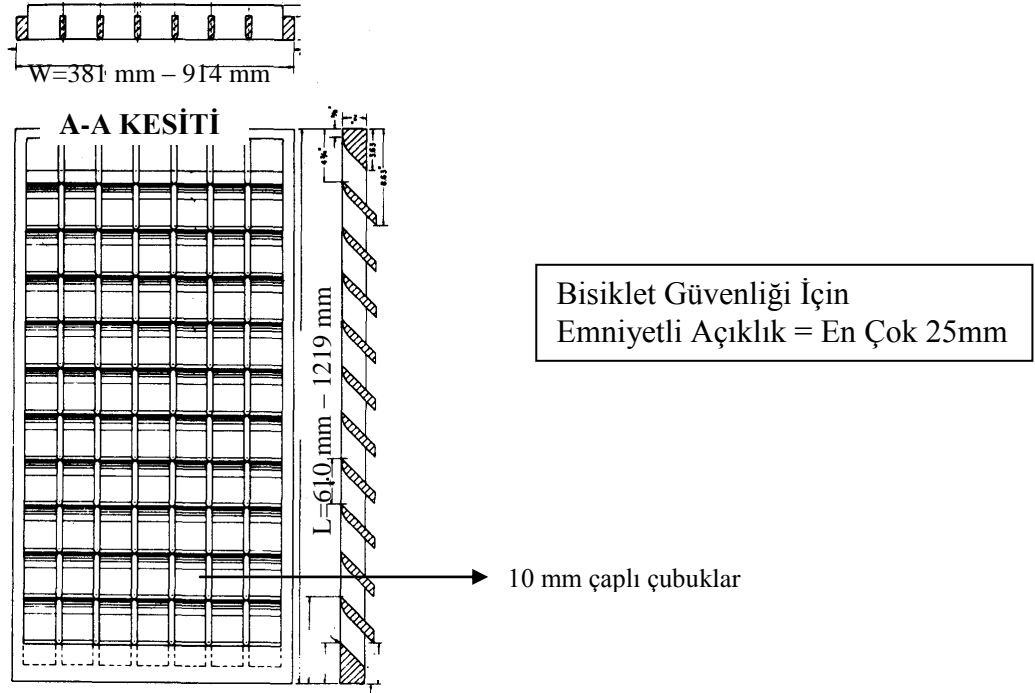 W=381 mm – 914 mm
A-A KESİTİ
L=610 mm – 1219 mm
Bisiklet Güvenliği İçin
Emniyetli Açıklık = En Çok 25mm
10 mm çaplı çubuklar